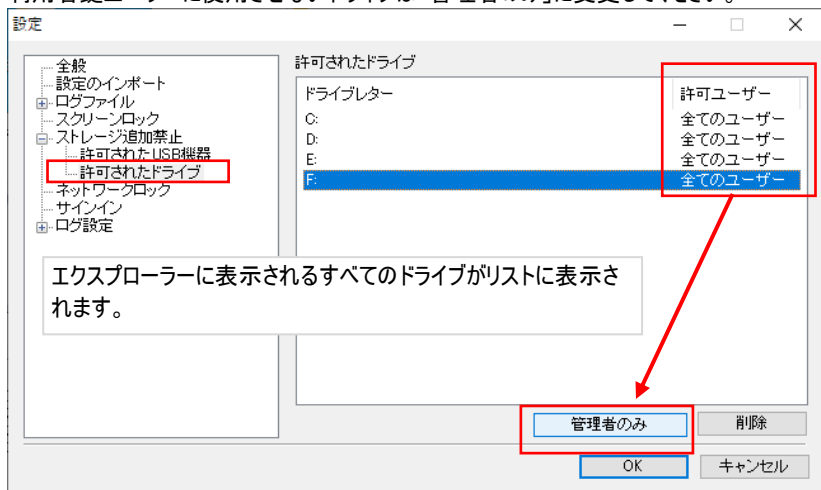 設定
全般
設定のインポート
ログファイル
スクリーンロック
ストレージ追加禁止
許可されたUSB機器
許可されたドライブ
ネットワークロック
サインイン
ログ設定
許可されたドライブ
ドライブレター 許可ユーザー
C: 全てのユーザー
D: 全てのユーザー
E: 全てのユーザー
F: 全てのユーザー
エクスプローラーに表示されるすべてのドライブがリストに表示さ
れます。
管理者のみ 削除
OK キャンセル